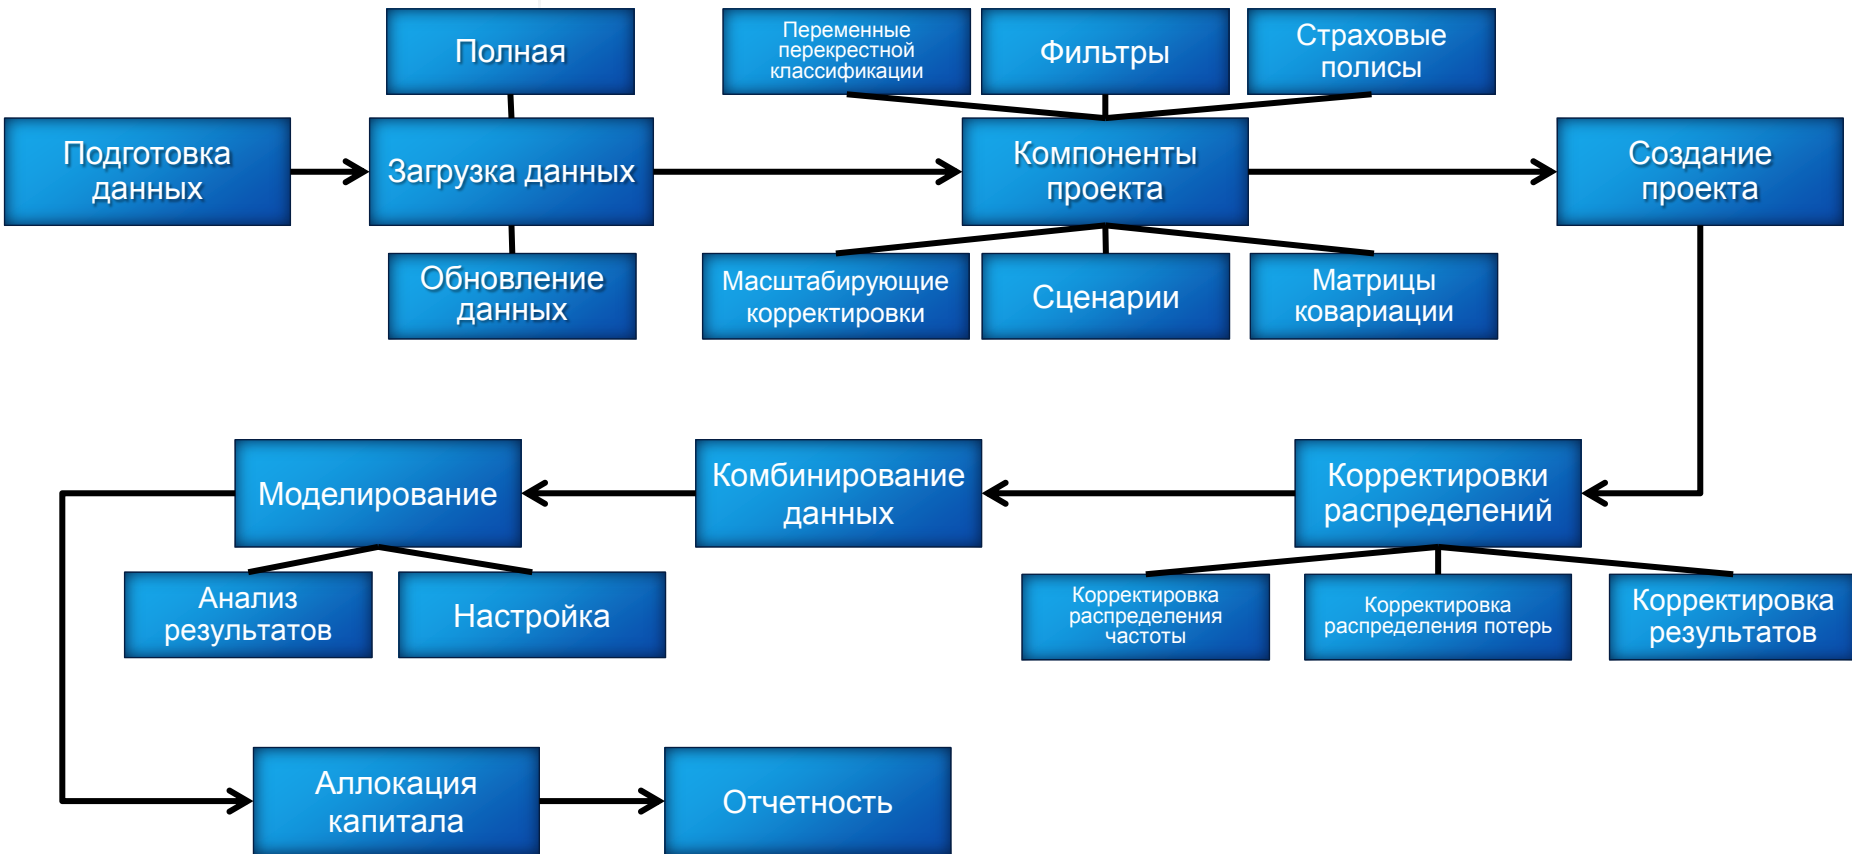 Полная
Переменные
перекрестной
классификации
Фильтры
Страховые
полисы
Подготовка
данных
Загрузка данных
Компоненты
проекта
Создание
проекта
Обновление
данных
Масштабирующие
корректировки
Сценарии
Матрицы
ковариации
Моделирование
Комбинирование
данных
Корректировки
распределений
Анализ
результатов
Настройка
Корректировка
распределения
частоты
Корректировка
распределения потерь
Корректировка
результатов
Аллокация
капитала
Отчетность